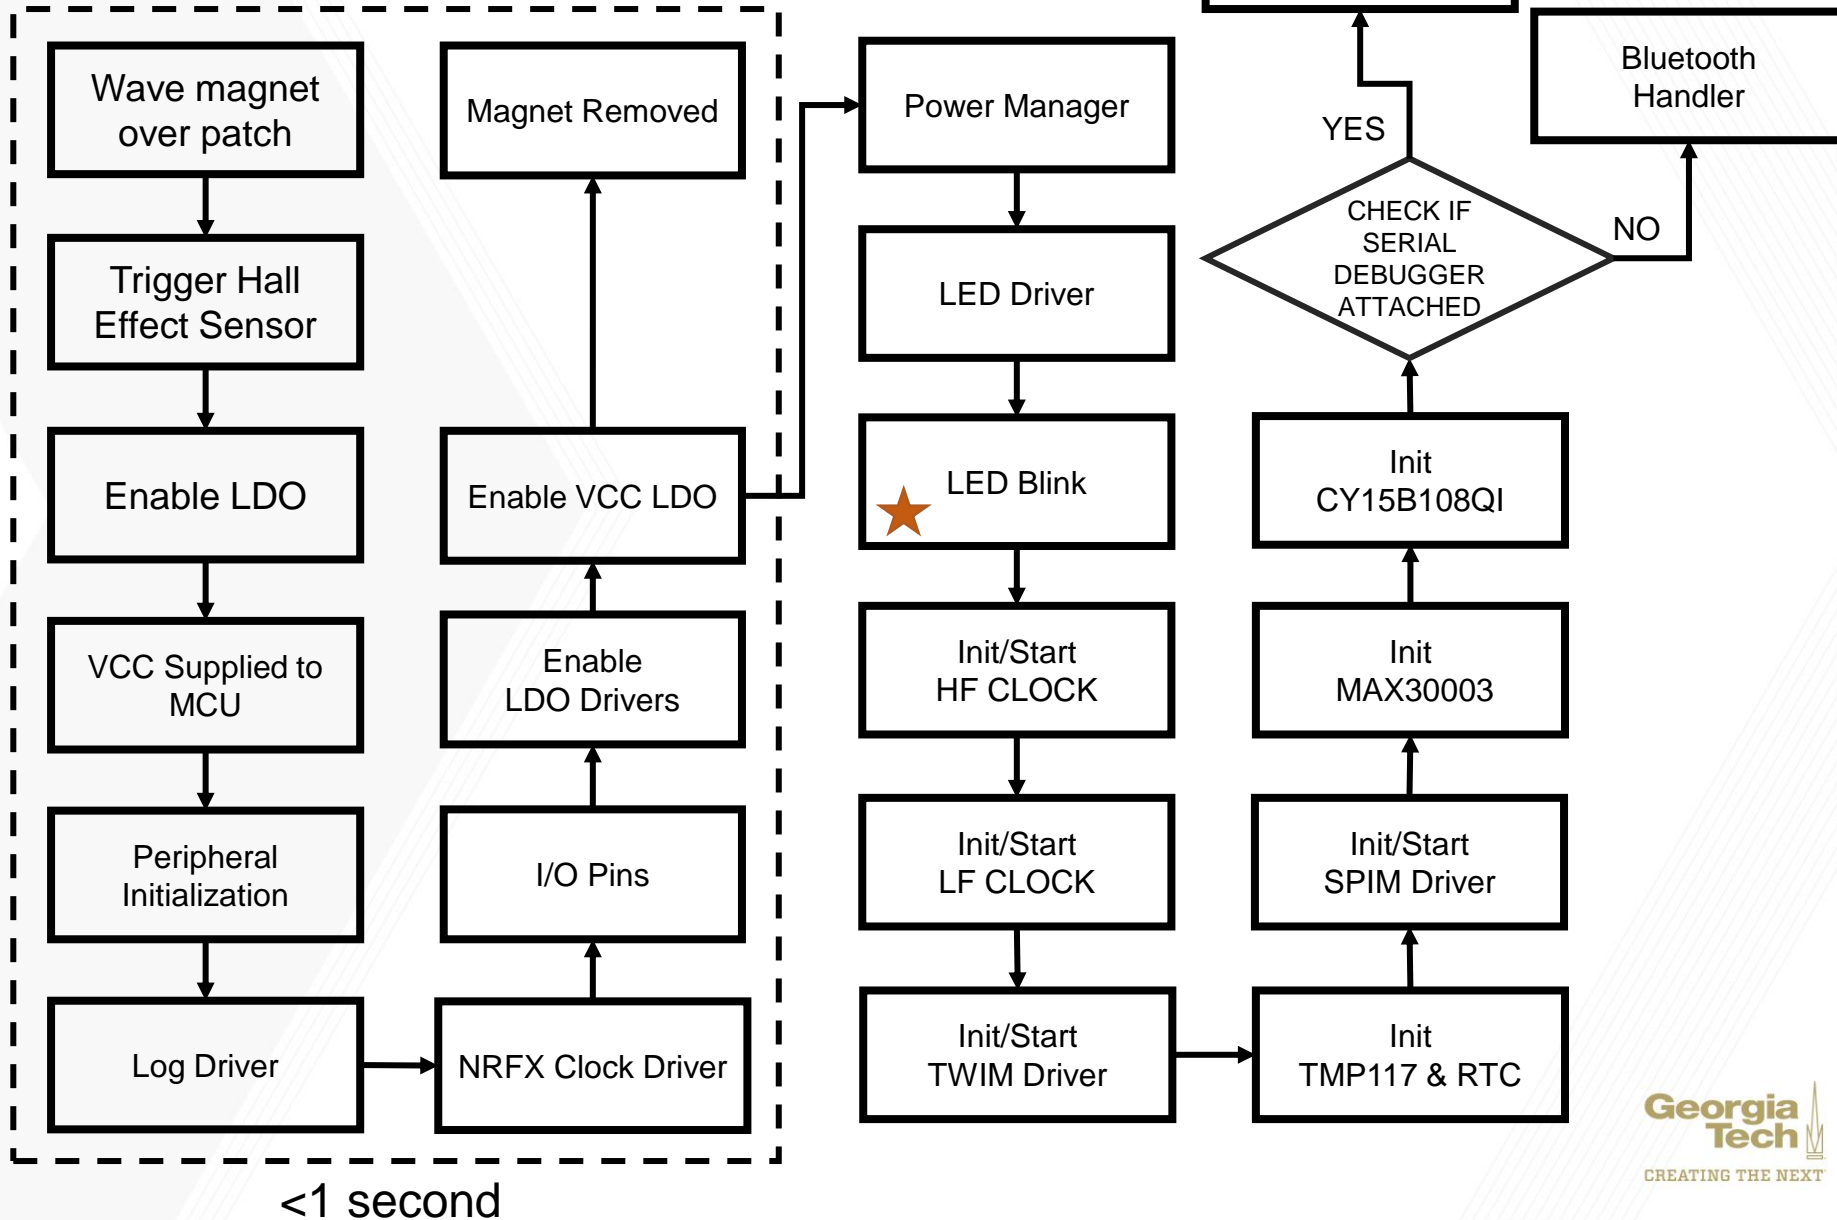 Wave magnet
over patch
Trigger Hall
Effect Sensor
Enable LDO
VCC Supplied to
MCU
Peripheral
Initialization
Log Driver
NRFX Clock Driver
I/O Pins
Enable
LDO Drivers
Enable VCC LDO
Magnet Removed
<1 second
Power Manager
LED Driver
LED Blink
Init/Start
HF CLOCK
Init/Start
LF CLOCK
Init/Start
TWIM Driver
Init
TMP117 & RTC
Init/Start
SPIM Driver
Init
MAX30003
Init
CY15B108QI
CHECK IF
SERIAL
DEBUGGER
ATTACHED
YES
NO
Bluetooth
Handler
Georgia
Tech
CREATING THE NEXT